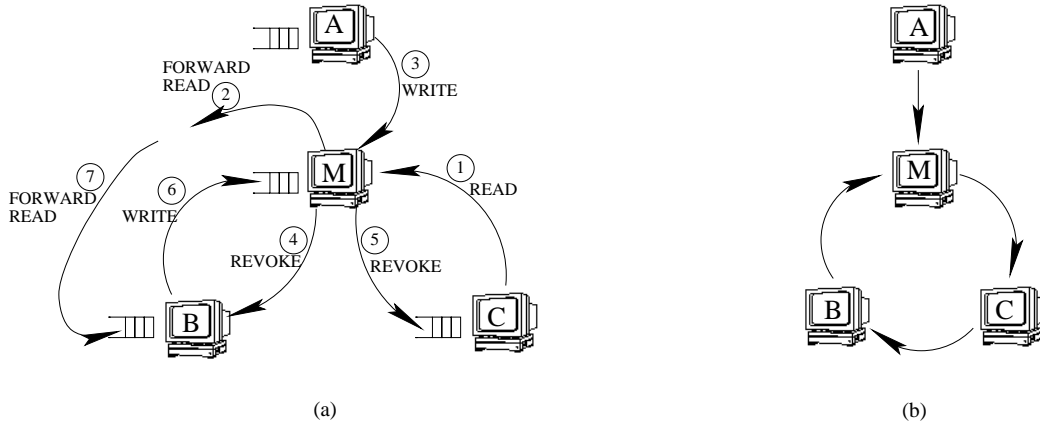 A
3
WRITE
FORWARD
READ
2
M
1
READ
7
FORWARD
READ
6
WRITE
4
REVOKE
5
REVOKE
B
C
(a)
A
M
B
C
(b)